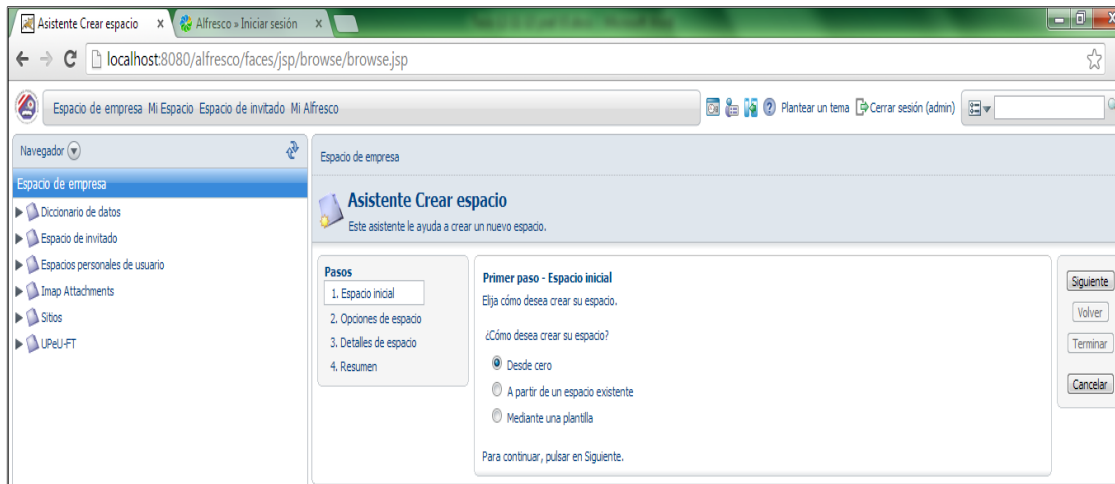 Asistente Crear espacio
Alfresco » Iniciar sesión
localhost:8080/alfresco/faces/jsp/browse/browse.jsp
Espacio de empresa Mi Espacio Espacio de invitado Mi Alfresco
Plantear un tema Cerrar sesión (admin)
Navegador
Espacio de empresa
Diccionario de datos
Espacio de invitado
Espacios personales de usuario
Imap Attachments
Sitios
UPeU-FT
Espacio de empresa
Asistente Crear espacio
Este asistente le ayuda a crear un nuevo espacio.
Pasos
1. Espacio inicial
2. Opciones de espacio
3. Detalles de espacio
4. Resumen
Primer paso - Espacio inicial
Elija cómo desea crear su espacio.
¿Cómo desea crear su espacio?
Desde cero
A partir de un espacio existente
Mediante una plantilla
Para continuar, pulsar en Siguiente.
Siguiente
Volver
Terminar
Cancelar